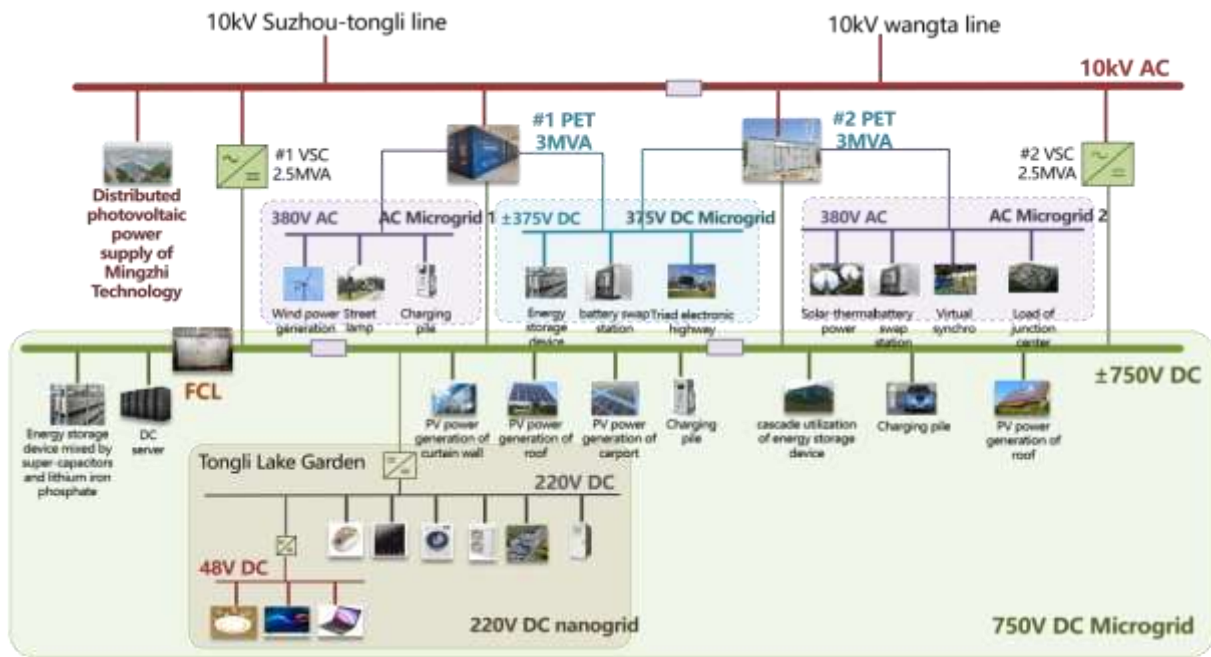 10kV Suzhou-tongli line
10kV wangta line
10kV AC
#1 PET
3MVA
#2 PET
3MVA
#1 VSC
2.5MVA
#2 VSC
2.5MVA
Distributed
photovoltaic
power
supply of
Mingzhi
Technology
380V AC
AC Microgrid 1
Wind power
generation
Street
lamp
Charging
pile
±375V DC
375V DC Microgrid
Energy
storage
device
battery swap
station
Triad electronic
highway
380V AC
AC Microgrid 2
Solar-thermal
power
battery
swap
station
Virtual
synchro
Load of
junction
center
FCL
±750V DC
Energy storage
device mixed by
super-capacitors
and lithium iron
phosphate
DC
server
PV power
generation of
curtain wall
PV power
generation of
roof
PV power
generation of
carport
Charging
pile
cascade utilization
of energy storage
device
Charging pile
PV power
generation of
roof
Tongli Lake Garden
220V DC
48V DC
220V DC nanogrid
750V DC Microgrid